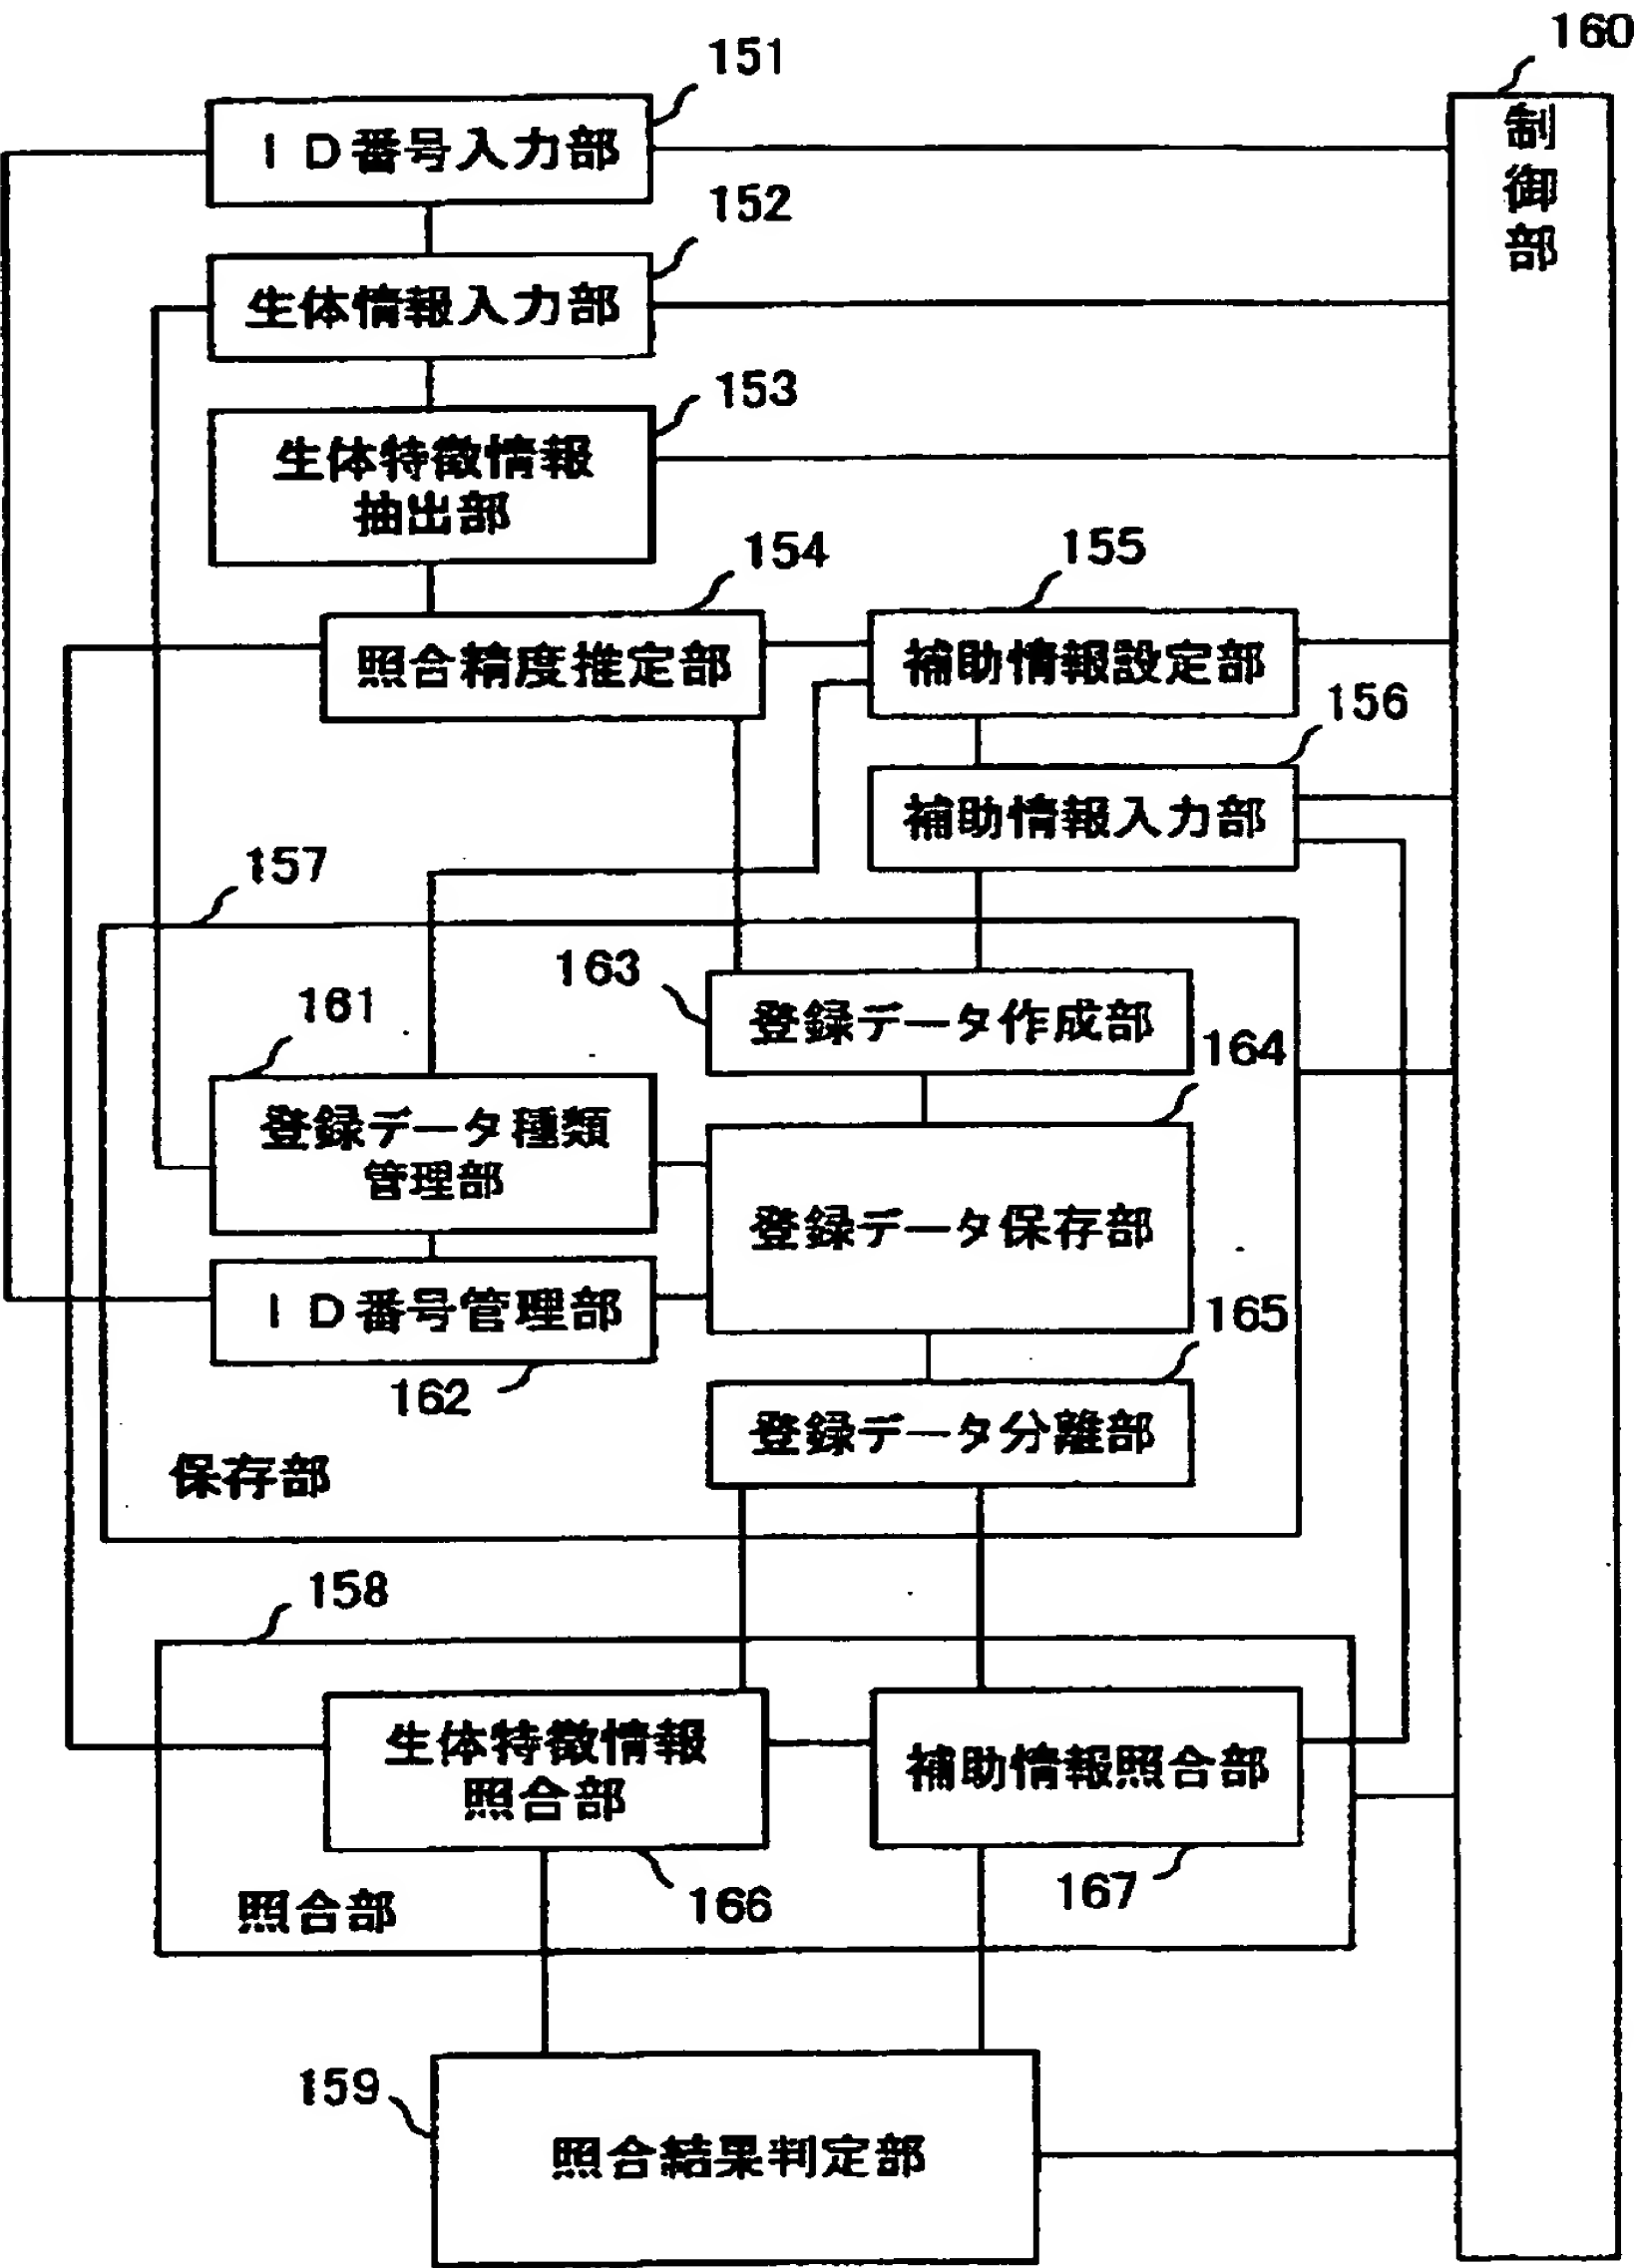 160
制
御
部
151
ID番号入力部
152
生体情報入力部
153
生体特徴情報
抽出部
154
照合精度推定部
155
補助情報設定部
156
補助情報入力部
157
163
登録データ作成部
161
登録データ種類
管理部
164
登録データ保存部
ID番号管理部
162
165
登録データ分離部
保存部
158
生体特徴情報
照合部
166
補助情報照合部
167
照合部
159
照合結果判定部